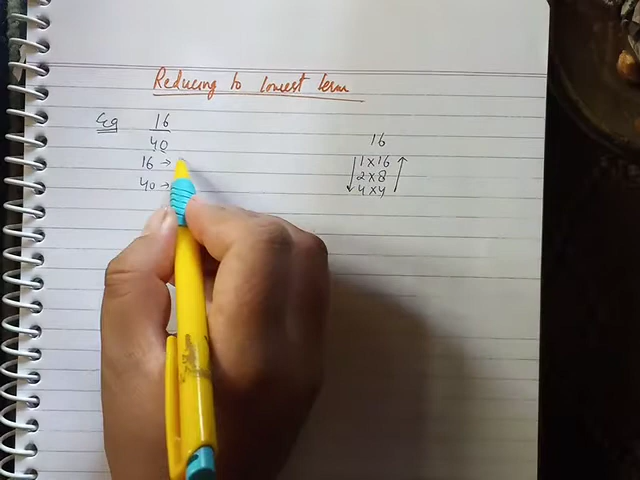 Reducing to lowest term
Eg 16
40
16 →
40 →
16
1 x 16
2 x 8
4 x 4